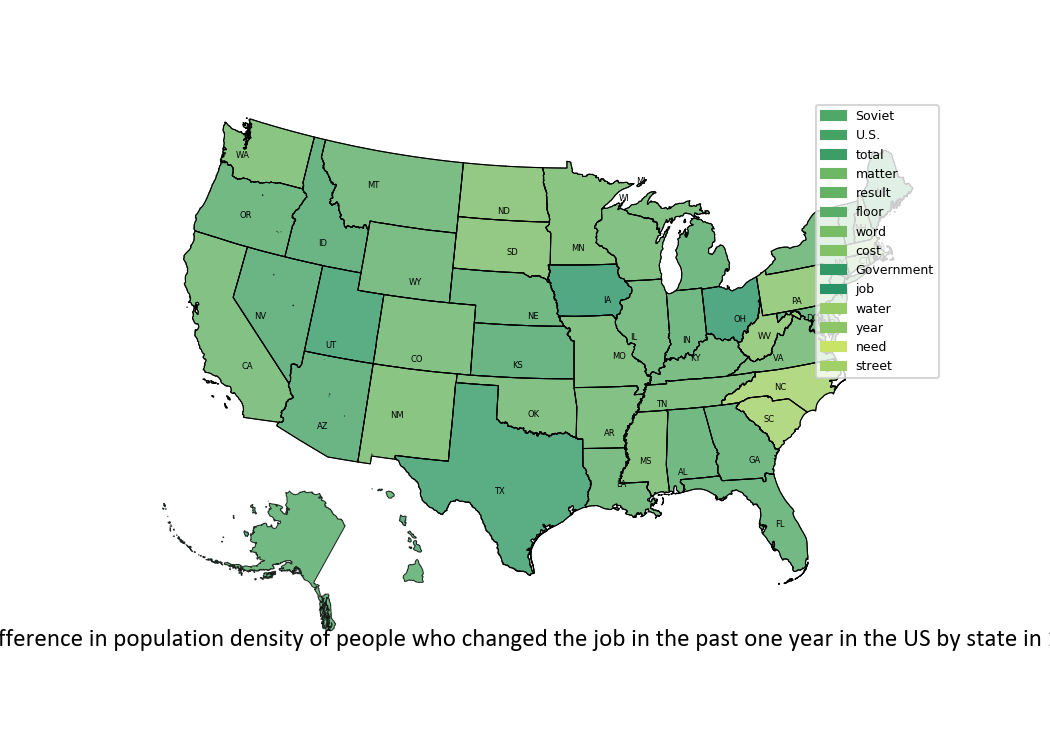 WA
MT
ND
MN
WI
MI
OR
ID
SD
WY
IA
NE
NV
UT
CO
KS
CA
AZ
NM
OK
TX
MO
IL
IN
OH
KY
WV
VA
PA
TN
NC
SC
AR
MS
AL
GA
LA
FL
Soviet
U.S.
total
matter
result
floor
word
cost
Government
job
water
year
need
street
fference in population density of people who changed the job in the past one year in the US by state in